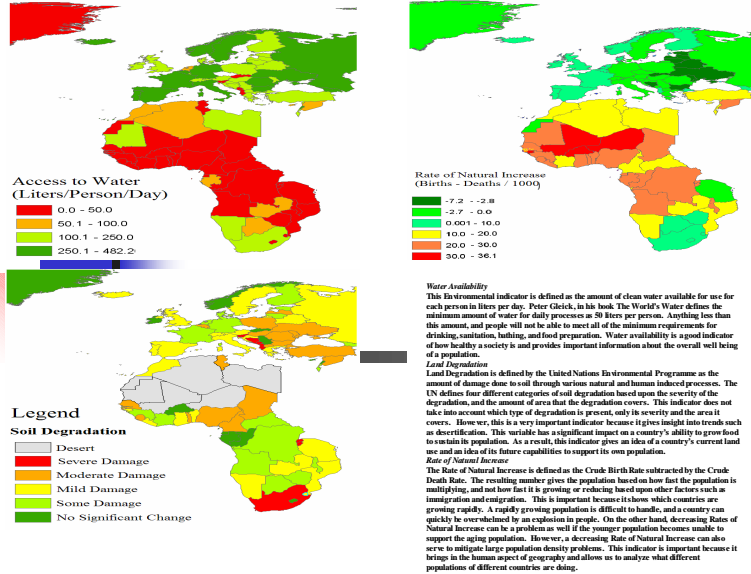 Access to Water
(Liters/Person/Day)
0.0 - 50.0
50.1 - 100.0
100.1 - 250.0
250.1 - 482.2
Rate of Natural Increase
(Births - Deaths / 1000)
-7.2 - -2.8
-2.7 - 0.0
0.001 - 10.0
10.0 - 20.0
20.0 - 30.0
30.0 - 36.1
Legend
Soil Degradation
Desert
Severe Damage
Moderate Damage
Mild Damage
Some Damage
No Significant Change
Water Availability
This Environmental indicator is defined as the amount of clean water available for use for
each person in liters per day. Peter Gleick, in his book The World's Water defines the
minimum amount of water for daily processes as 50 liters per person. Anything less than
this amount, and people will not be able to meet all of the minimum requirements for
drinking, sanitation, bathing, and food preparation. Water availability is a good indicator
of how healthy a society is and provides important information about the overall well being
of a population.
Land Degradation
Land Degradation is defined by the United Nations Environmental Programme as the
amount of damage done to soil through various natural and human induced processes. The
UN defines four different categories of soil degradation based upon the severity of the
degradation, and the amount of area that the degradation covers. This indicator does not
take into account which type of degradation is present, only its severity and the area it
covers. However, this is a very important indicator because it gives insight into trends such
as desertification. This variable has a significant impact on a country's ability to grow food
to sustain its population. As a result, this indicator gives an idea of a country's current land
use and an idea of its future capabilities to support its own population.
Rate of Natural Increase
The Rate of Natural Increase is defined as the Crude Birth Rate subtracted by the Crude
Death Rate. The resulting number gives the population based on how fast the population is
multiplying, and not how fast it is growing or reducing based upon other factors such as
immigration and emigration. This is important because it shows which countries are
growing rapidly. A rapidly growing population is difficult to handle, and a country can
quickly be overwhelmed by an explosion in people. On the other hand, decreasing Rates of
Natural Increase can be a problem as well if the younger population becomes unable to
support the aging population. However, a decreasing Rate of Natural Increase can also
serve to mitigate large population density problems. This indicator is important because it
brings in the human aspect of geography and allows us to analyze what different
populations of different countries are doing.